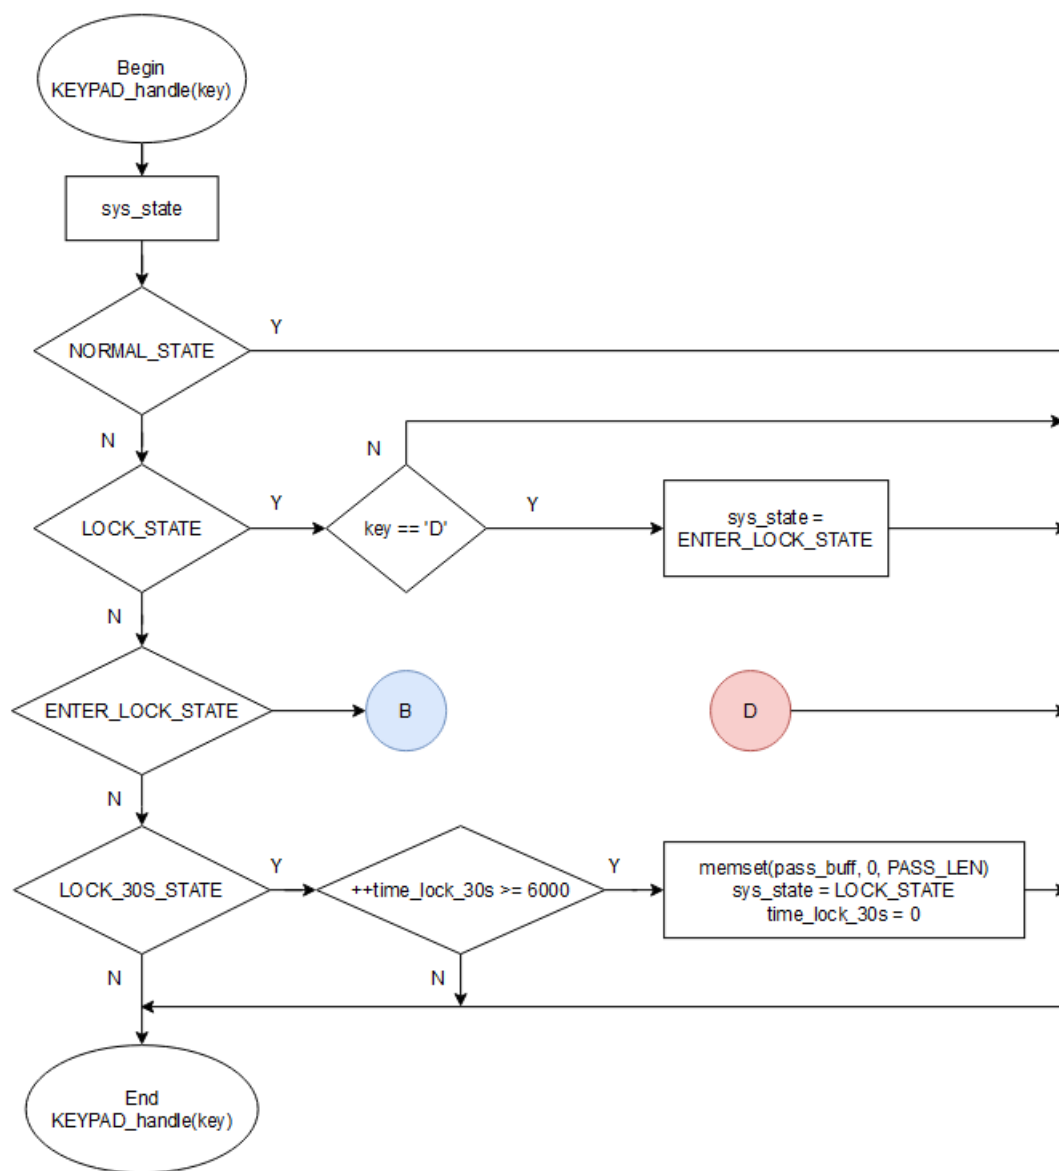 Begin
KEYPAD_handle(key)
sys_state
NORMAL_STATE
Y
N
LOCK_STATE
Y
key == 'D'
N
Y
sys_state =
ENTER_LOCK_STATE
N
ENTER_LOCK_STATE
B
D
N
LOCK_30S_STATE
Y
++time_lock_30s >= 6000
Y
memset(pass_buff, 0, PASS_LEN)
sys_state = LOCK_STATE
time_lock_30s = 0
N
N
End
KEYPAD_handle(key)